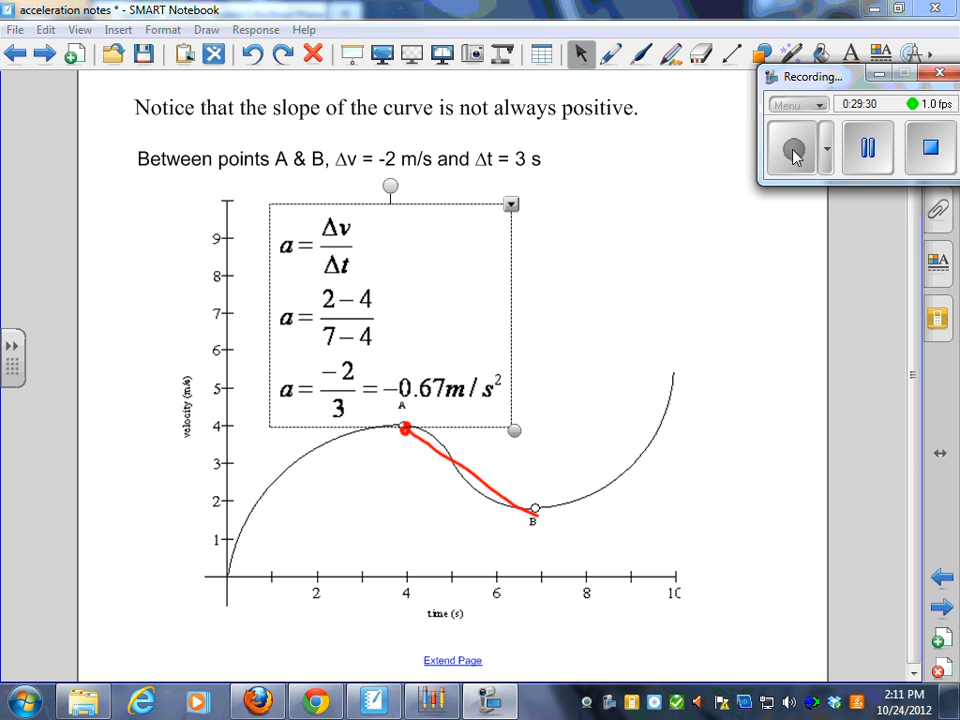 acceleration notes * - SMART Notebook
File Edit View Insert Format Draw Response Help
Recording...
Menu 0:29:30 1.0 fps
Notice that the slope of the curve is not always positive.
Between points A & B, Δv = -2 m/s and Δt = 3 s
a = Δv / Δt
a = 2 – 4 / 7 – 4
a = –2 / 3 = –0.67m / s²
9
8
7
6
5
4
3
2
1
velocity (m/s)
A
B
2 4 6 8 10
time (s)
Extend Page
2:11 PM
10/24/2012